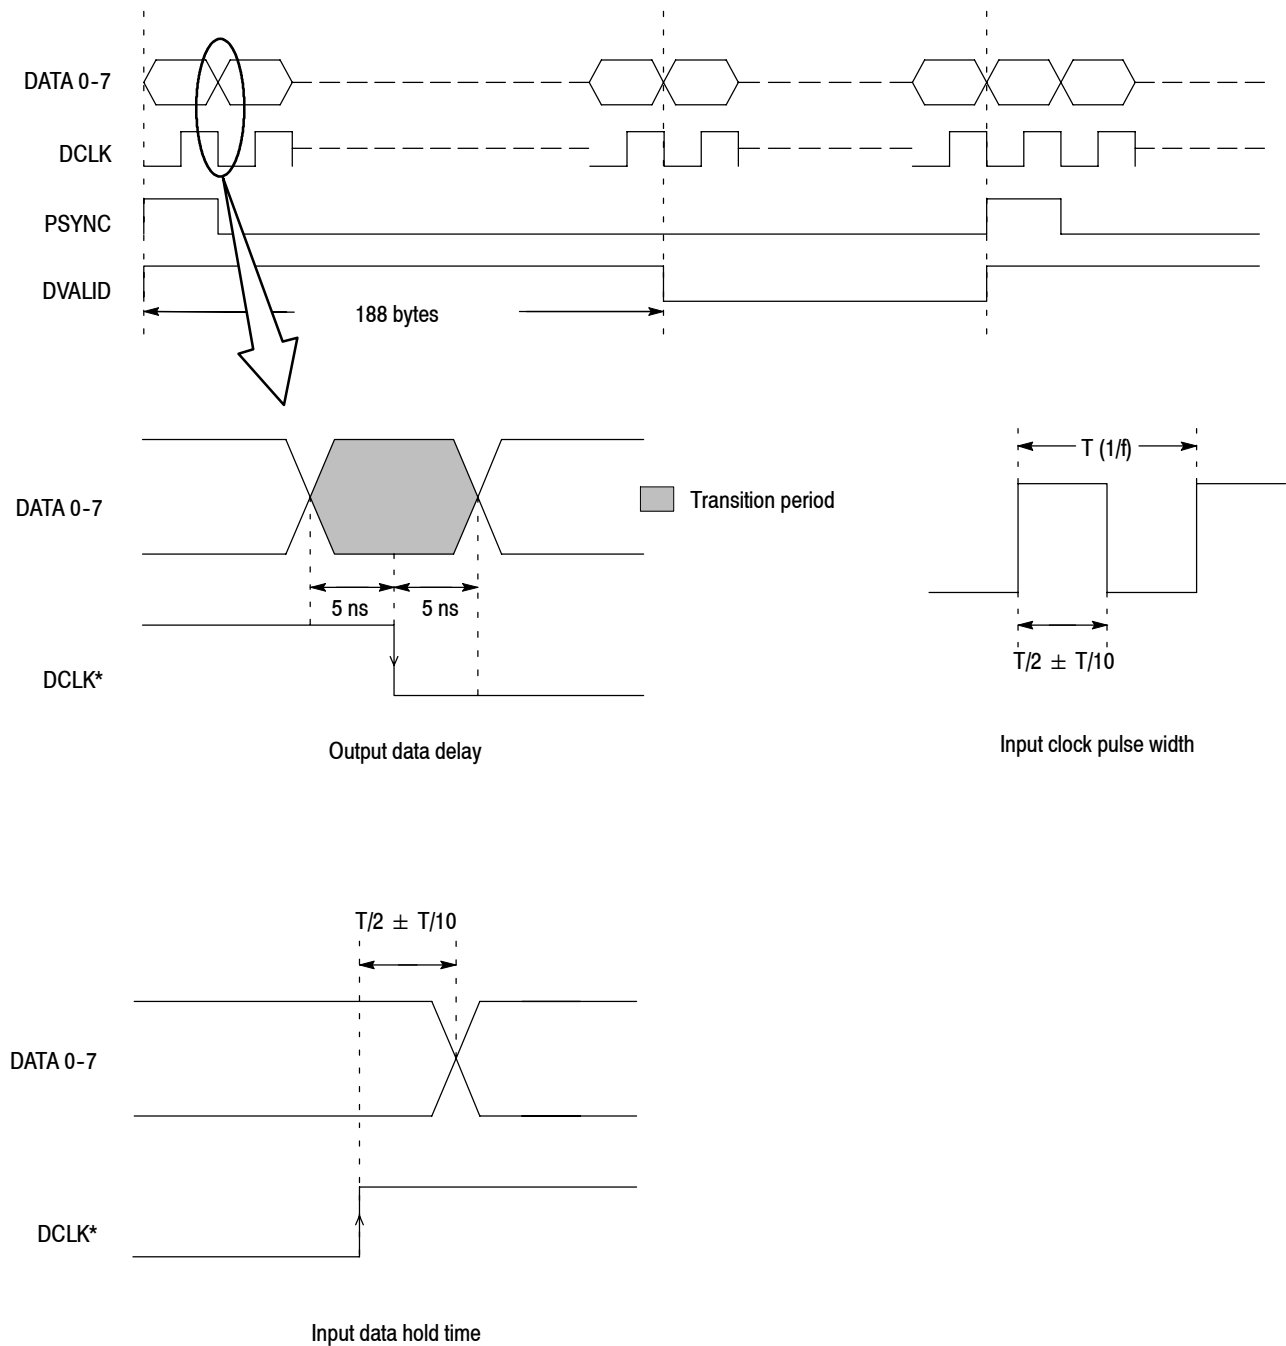 DATA 0-7
DCLK
PSYNC
DVALID
188 bytes
T (1/f)
DATA 0-7
Transition period
5 ns 5 ns
T/2 ± T/10
DCLK*
Output data delay
Input clock pulse width
T/2 ± T/10
DATA 0-7
DCLK*
Input data hold time